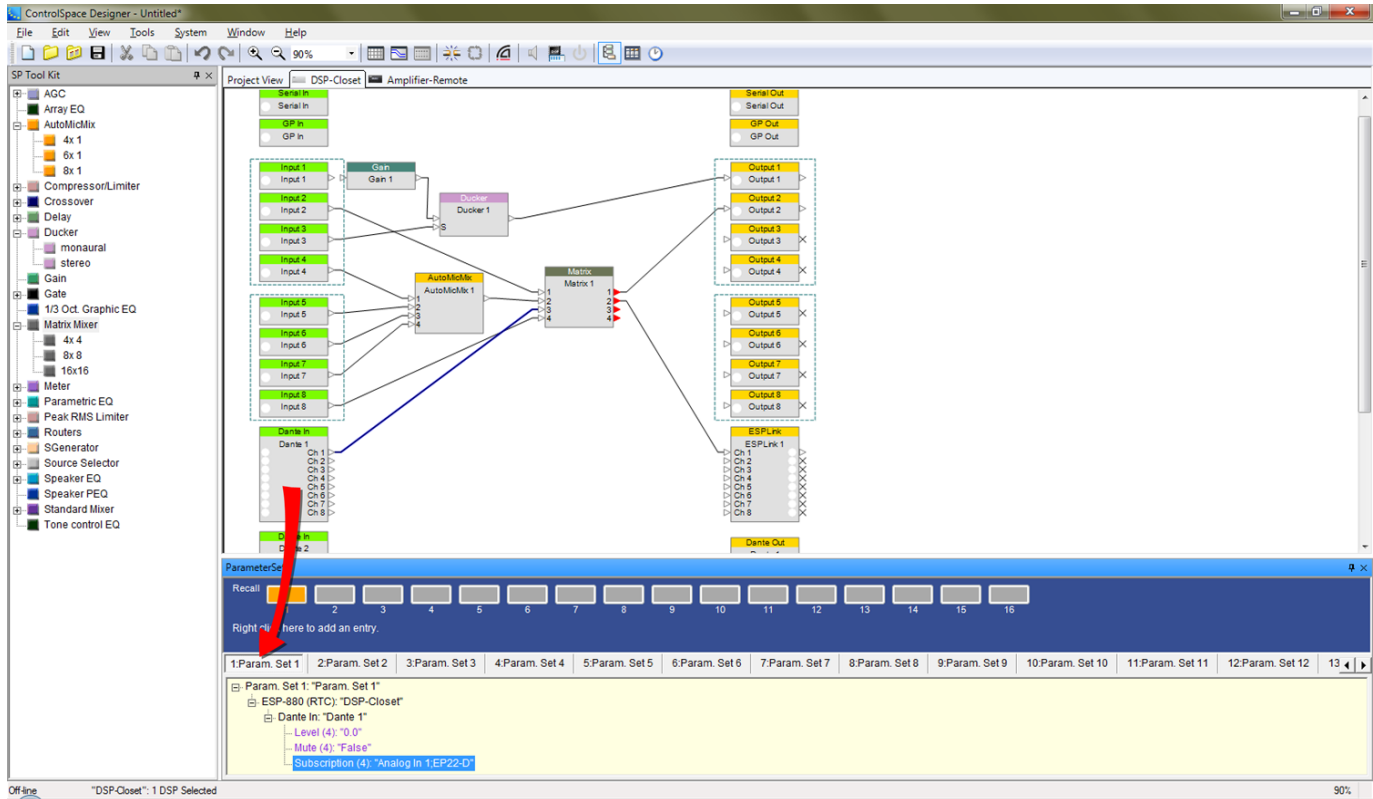 ControlSpace Designer - Untitled*
File Edit View Tools System Window Help
90%
SP Tool Kit
AGC
Array EQ
AutoMicMix
4x 1
6x 1
8x 1
Compressor/Limiter
Crossover
Delay
Ducker
monaural
stereo
Gain
Gate
1/3 Oct. Graphic EQ
Matrix Mixer
4x 4
8x 8
16x16
Meter
Parametric EQ
Peak RMS Limiter
Routers
SGenerator
Source Selector
Speaker EQ
Speaker PEQ
Standard Mixer
Tone control EQ
Project View DSP-Closet Amplifier-Remote
Serial In
Serial In
GP In
GP In
Input 1
Input 1
Input 2
Input 2
Input 3
Input 3
Input 4
Input 4
Input 5
Input 5
Input 6
Input 6
Input 7
Input 7
Input 8
Input 8
Dante In
Dante 1
Ch 1
Ch 2
Ch 3
Ch 4
Ch 5
Ch 6
Ch 7
Ch 8
Gain
Gain 1
Ducker
Ducker 1
S
AutoMicMix
AutoMicMix 1
1
2
3
4
Matrix
Matrix 1
1 1
2 2
3 3
4 4
Serial Out
Serial Out
GP Out
GP Out
Output 1
Output 1
Output 2
Output 2
Output 3
Output 3
Output 4
Output 4
Output 5
Output 5
Output 6
Output 6
Output 7
Output 7
Output 8
Output 8
ESPLink
ESPLink 1
Ch 1
Ch 2
Ch 3
Ch 4
Ch 5
Ch 6
Ch 7
Ch 8
Dante Out
Recall
2 3 4 5 6 7 8 9 10 11 12 13 14 15 16
Right here to add an entry.
1:Param. Set 1 2:Param. Set 2 3:Param. Set 3 4:Param. Set 4 5:Param. Set 5 6:Param. Set 6 7:Param. Set 7 8:Param. Set 8 9:Param. Set 9 10:Param. Set 10 11:Param. Set 11 12:Param. Set 12 13
Param. Set 1: "Param. Set 1"
ESP-880 (RTC): "DSP-Closet"
Dante In: "Dante 1"
Level (4): "0.0"
Mute (4): "False"
Subscription (4): "Analog In 1;EP22-D"
Off-line "DSP-Closet": 1 DSP Selected 90%